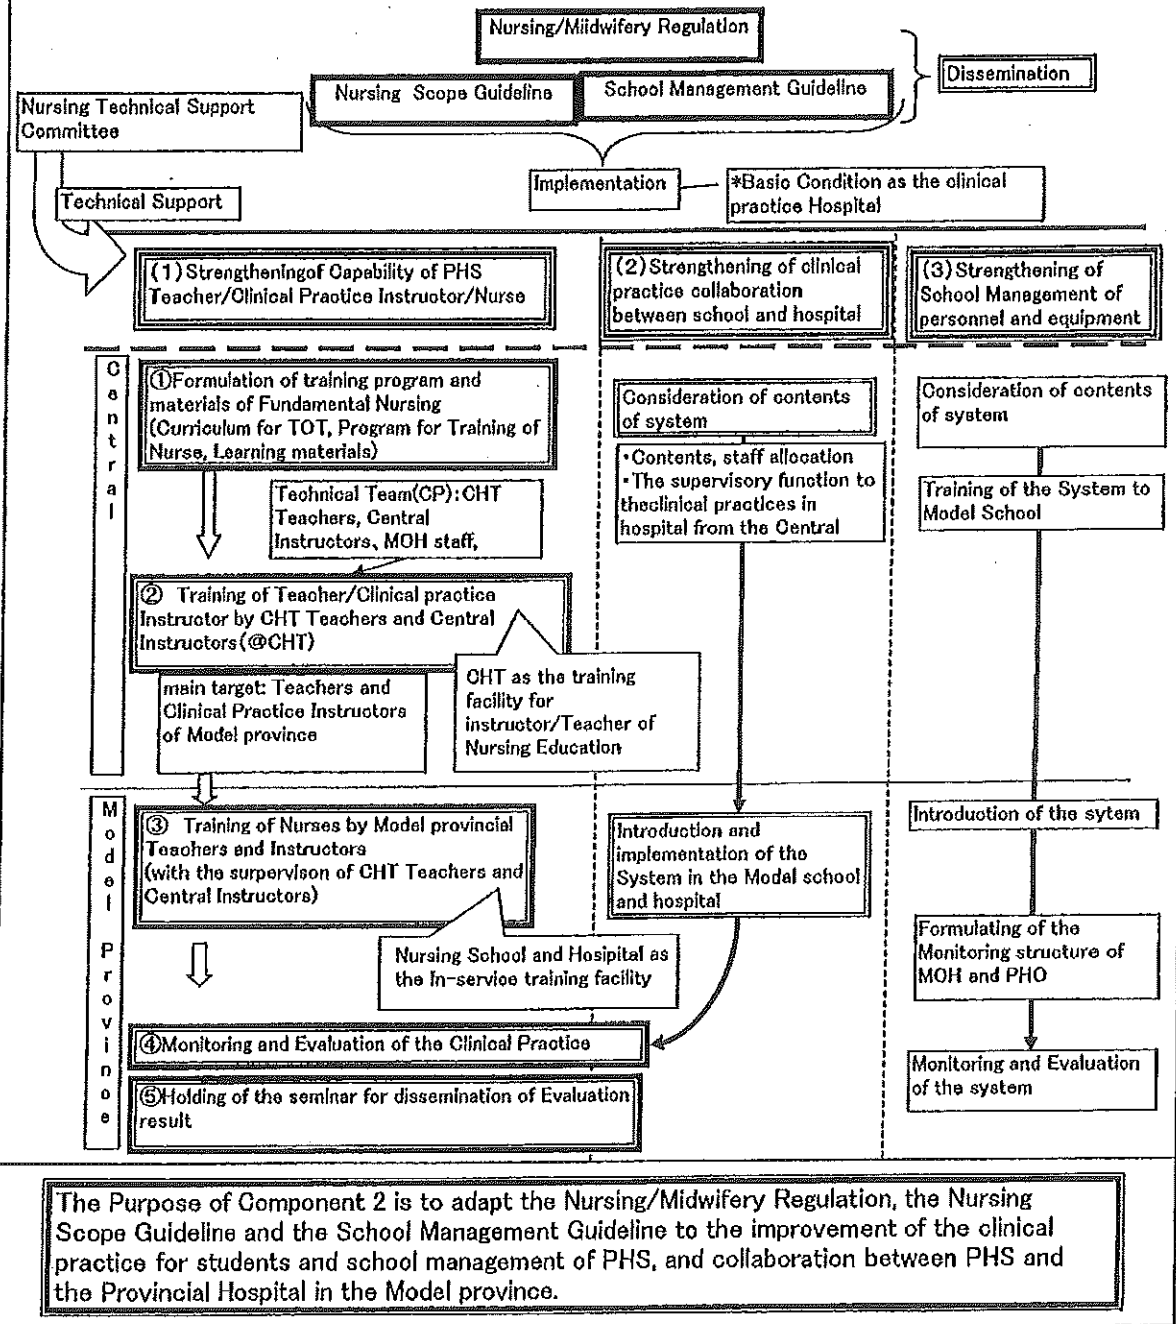 Nursing/Miidwifery Regulation
Nursing Scope Guideline
School Management Guideline
Dissemination
Nursing Technical Support
Committee
Technical Support
Implementation
*Basic Condition as the clinical
practice Hospital
(1)Strengtheningof Capability of PHS
Teacher/Clinical Practice Instructor/Nurse
(2)Strengthening of clinical
practice collaboration
between school and hospital
(3)Strengthening of
School Management of
personnel and equipment
Central
①Formulation of training program and
materials of Fundamental Nursing
(Curriculum for TOT, Program for Training of
Nurse, Learning materials)
Technical Team(CP):CHT
Teachers, Central
Instructors, MOH staff,
② Training of Teacher/Clinical practice
Instructor by CHT Teachers and Central
Instructors(@CHT)
main target: Teachers and
Clinical Practice Instructors
of Model province
CHT as the training
facility for
instructor/Teacher of
Nursing Education
Consideration of contents
of system
・Contents, staff allocation
・The supervisory function to
theclinical practices in
hospital from the Central
Consideration of contents
of system
Training of the System to
Model School
Model Province
③ Training of Nurses by Model provincial
Teachers and Instructors
(with the surpervison of CHT Teachers and
Central Instructors)
Nursing School and Hosipital as
the In-service training facility
④Monitoring and Evaluation of the Clinical Practice
⑤Holding of the seminar for dissemination of Evaluation
result
Introduction and
implementation of the
System in the Model school
and hospital
Introduction of the sytem
Formulating of the
Monitoring structure of
MOH and PHO
Monitoring and Evaluation
of the system
The Purpose of Component 2 is to adapt the Nursing/Midwifery Regulation, the Nursing
Scope Guideline and the School Management Guideline to the improvement of the clinical
practice for students and school management of PHS, and collaboration between PHS and
the Provincial Hospital in the Model province.